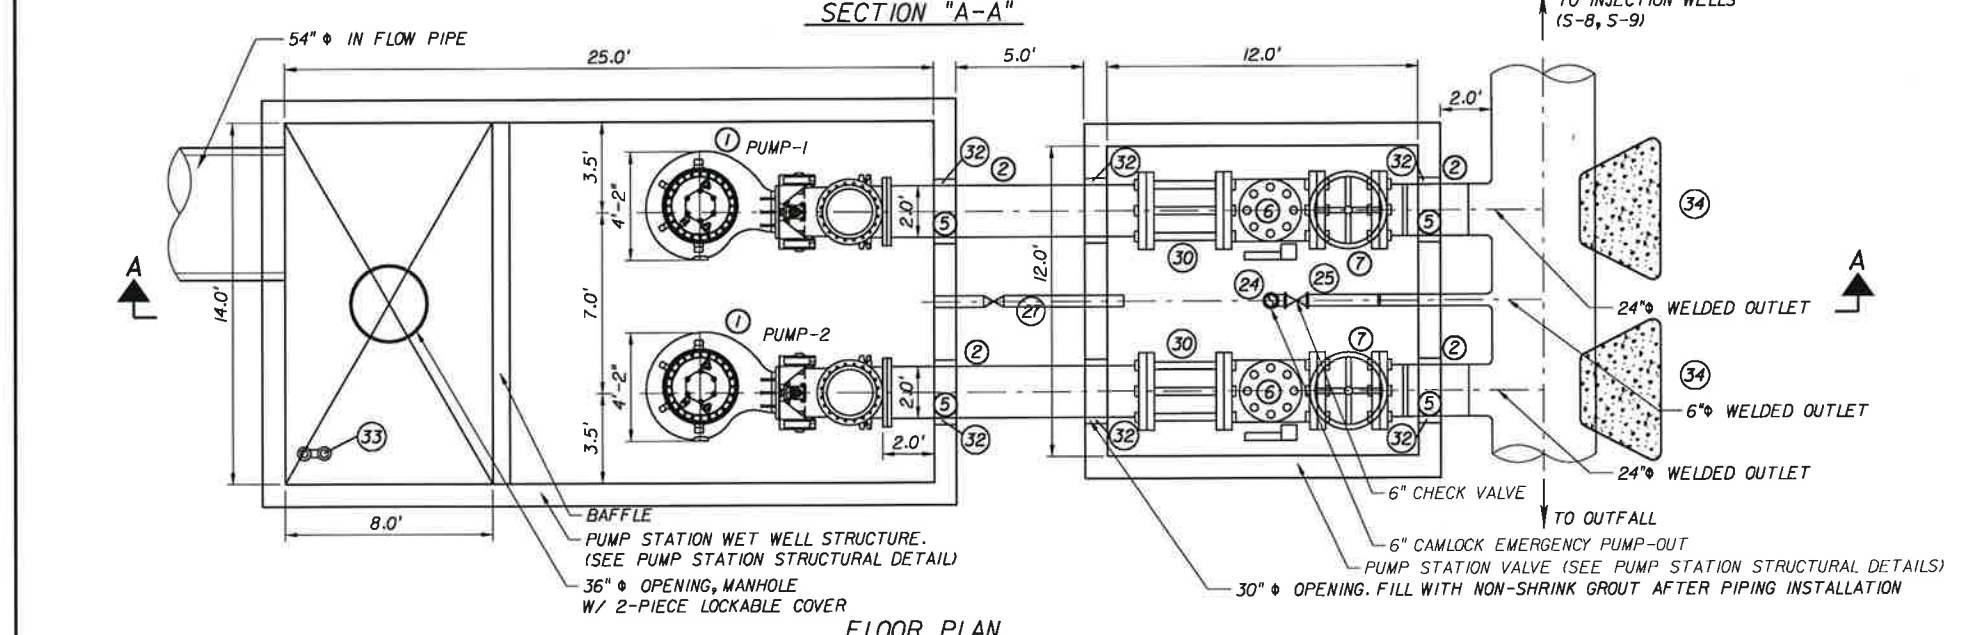 SECTION "A-A"
TO INJECTION WELLS
(S-8, S-9)
54" Φ IN FLOW PIPE
25.0'
5.0'
12.0'
2.0'
1
PUMP-1
32
2
32
32
2
3.5'
4'-2"
2.0'
5
6
5
34
30
7
A
14.0'
12.0'
24
25
A
7.0'
27
24"Φ WELDED OUTLET
1
PUMP-2
2
30
7
2
4'-2"
2.0'
5
6
5
34
6"Φ WELDED OUTLET
33
3.5'
2.0'
32
32
32
24"Φ WELDED OUTLET
8.0'
BAFFLE
6" CHECK VALVE
TO OUTFALL
PUMP STATION WET WELL STRUCTURE.
(SEE PUMP STATION STRUCTURAL DETAIL)
6" CAMLOCK EMERGENCY PUMP-OUT
PUMP STATION VALVE (SEE PUMP STATION STRUCTURAL DETAILS)
36" Φ OPENING, MANHOLE
W/ 2-PIECE LOCKABLE COVER
30" Φ OPENING. FILL WITH NON-SHRINK GROUT AFTER PIPING INSTALLATION
FLOOR PLAN